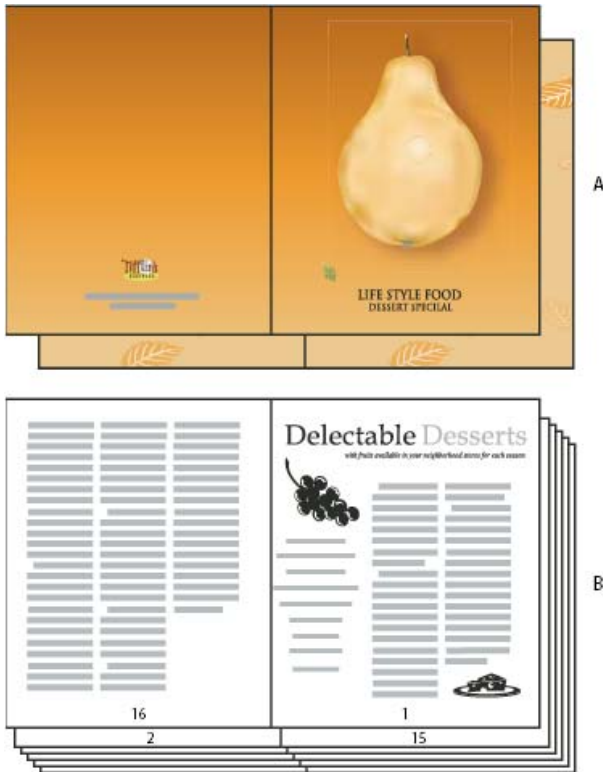 A
LIFE STYLE FOOD
DESSERT SPECIAL
Delectable Desserts
with fruits available in your neighborhood stores for each season
B
16
1
2
15